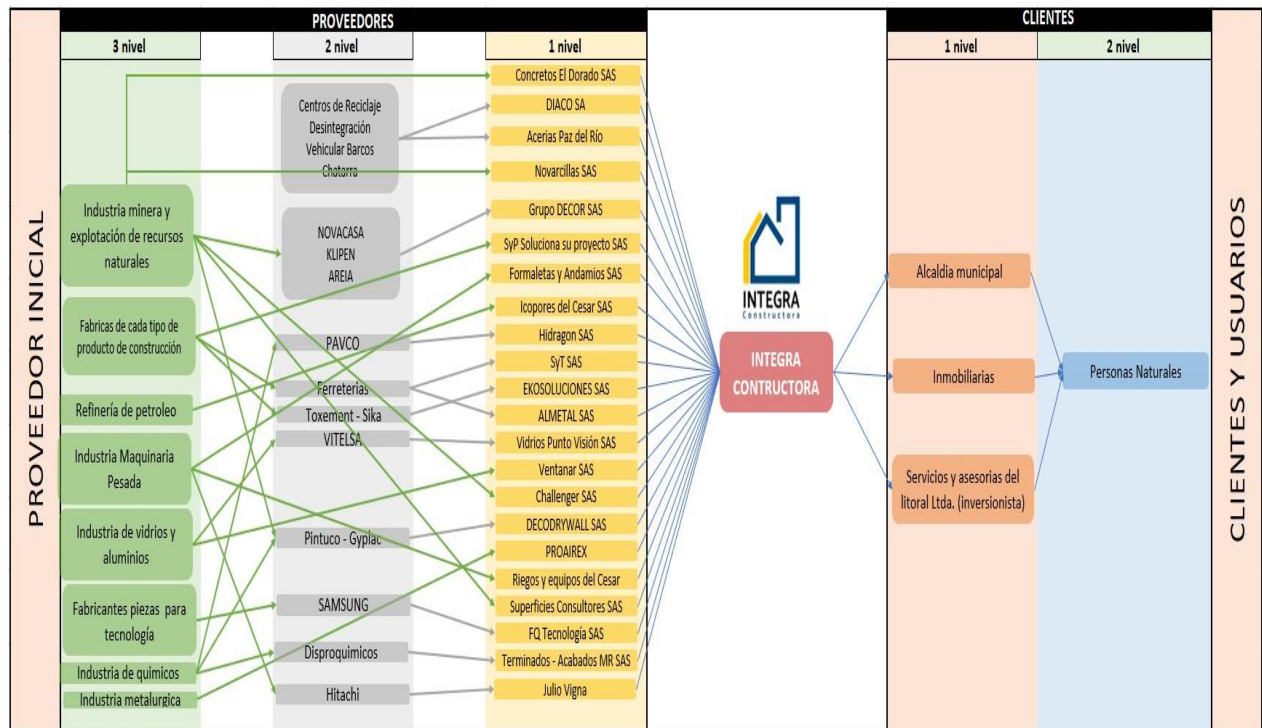 PROVEEDORES
CLIENTES
3 nivel
2 nivel
1 nivel
1 nivel
2 nivel
PROVEEDOR INICIAL
Industria minera y
explotación de recursos
naturales
Fabricas de cada tipo de
producto de construcción
Refinería de petroleo
Industria Maquinaria
Pesada
Industria de vidrios y
aluminios
Fabricantes piezas para
tecnología
Industria de quimicos
Industria metalurgica
Centros de Reciclaje
Desintegración
Vehicular Barcos
Chatarra
NOVACASA
KLIPEN
AREIA
PAVCO
Ferreterias
Toxement - Sika
VITELSA
Pintuco - Gyplac
SAMSUNG
Disproquimicos
Hitachi
Concretos El Dorado SAS
DIACO SA
Acerias Paz del Río
Novarcillas SAS
Grupo DECOR SAS
SyP Soluciona su proyecto SAS
Formaletas y Andamios SAS
Icopores del Cesar SAS
Hidragon SAS
SyT SAS
EKOSOLUCIONES SAS
ALMETAL SAS
Vidrios Punto Visión SAS
Ventanar SAS
Challenger SAS
DECODRYWALL SAS
PROAIREX
Riegos y equipos del Cesar
Superficies Consultores SAS
FQ Tecnología SAS
Terminados - Acabados MR SAS
Julio Vigna
INTEGRA
Constructora
INTEGRA
CONTRUCTORA
Alcaldia municipal
Inmobiliarias
Servicios y asesorias del
litoral Ltda. (inversionista)
Personas Naturales
CLIENTES Y USUARIOS